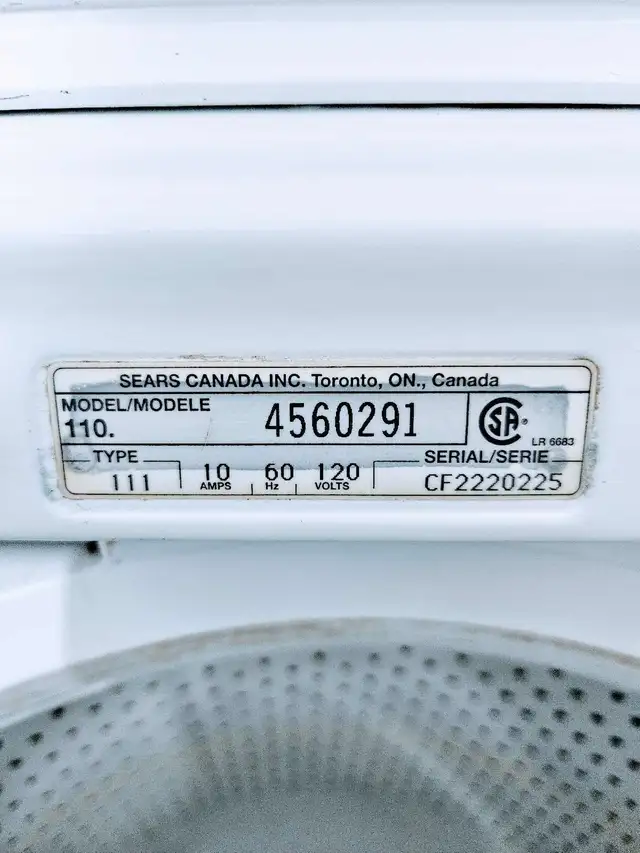 SEARS CANADA INC. Toronto, ON., Canada
MODEL/MODELE
110. 4560291
SA ®
LR 6683
TYPE SERIAL/SERIE
111 10 60 120 CF2220225
AMPS Hz VOLTS